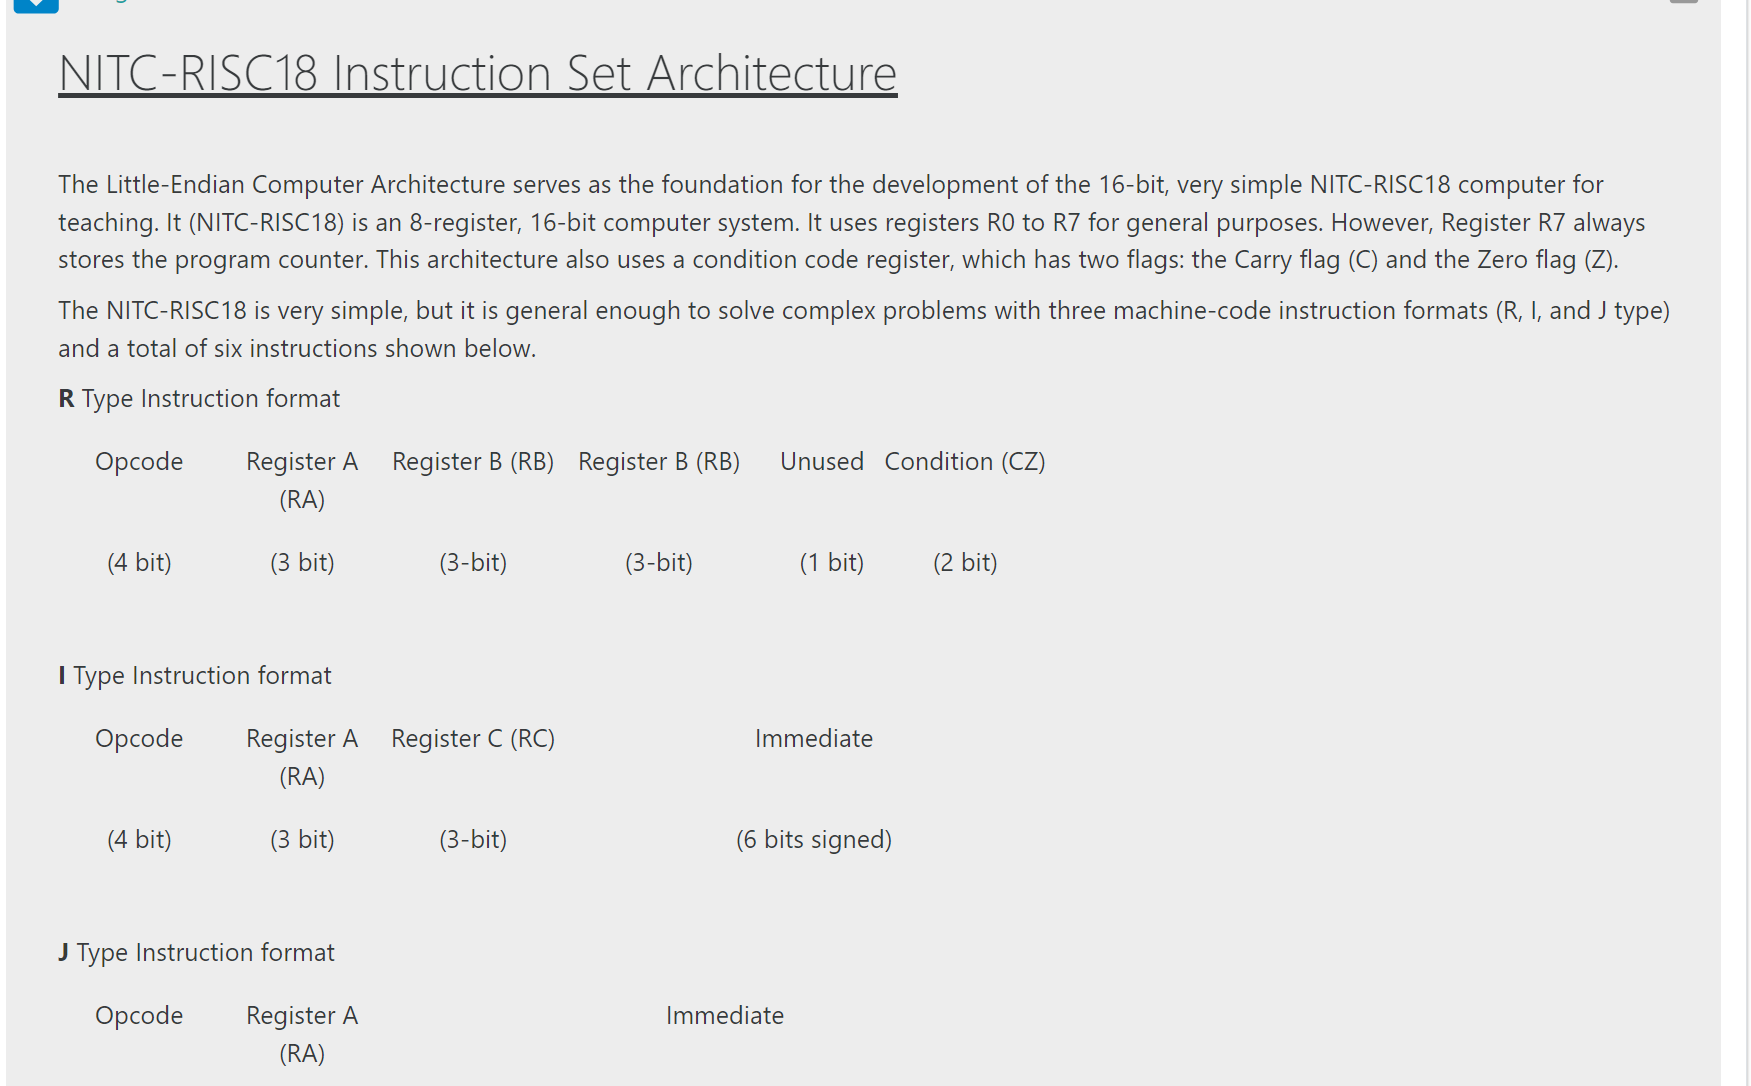 NITC-RISC18 Instruction Set Architecture
The Little-Endian Computer Architecture serves as the foundation for the development of the 16-bit, very simple NITC-RISC18 computer for
teaching. It (NITC-RISC18) is an 8-register, 16-bit computer system. It uses registers R0 to R7 for general purposes. However, Register R7 always
stores the program counter. This architecture also uses a condition code register, which has two flags: the Carry flag (C) and the Zero flag (Z).
The NITC-RISC18 is very simple, but it is general enough to solve complex problems with three machine-code instruction formats (R, I, and J type)
and a total of six instructions shown below.
R Type Instruction format
Opcode Register A Register B (RB) Register B (RB) Unused Condition (CZ)
(RA)
(4 bit) (3 bit) (3-bit) (3-bit) (1 bit) (2 bit)
I Type Instruction format
Opcode Register A Register C (RC) Immediate
(RA)
(4 bit) (3 bit) (3-bit) (6 bits signed)
J Type Instruction format
Opcode Register A Immediate
(RA)